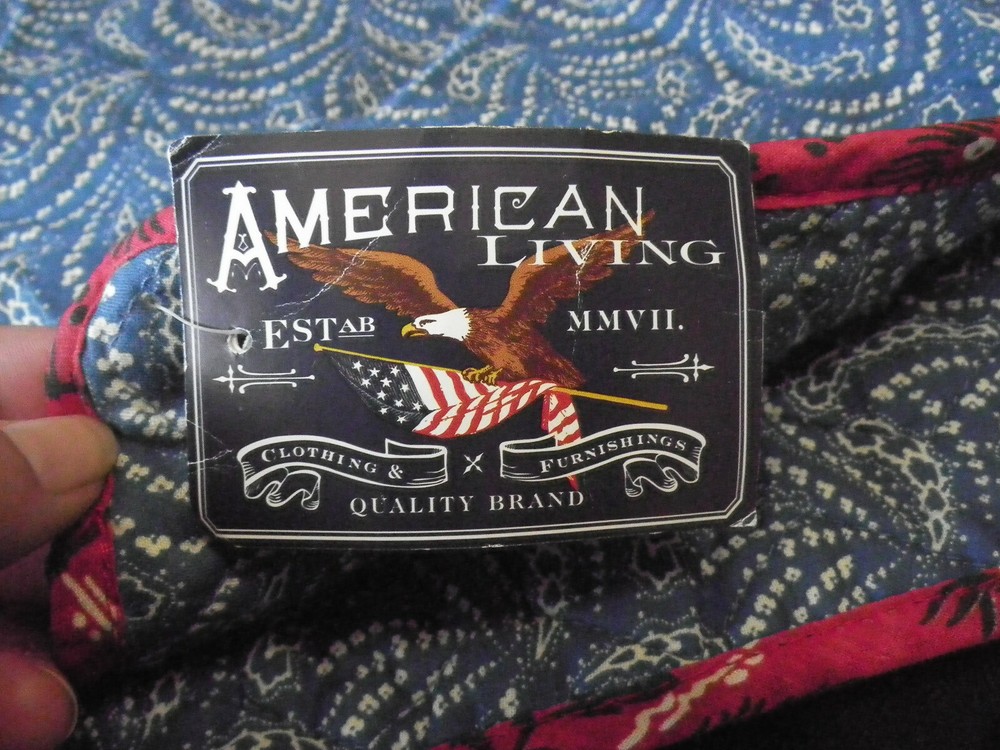 AMERICAN
LIVING
ESTAB MMVII.
CLOTHING & FURNISHINGS
QUALITY BRAND